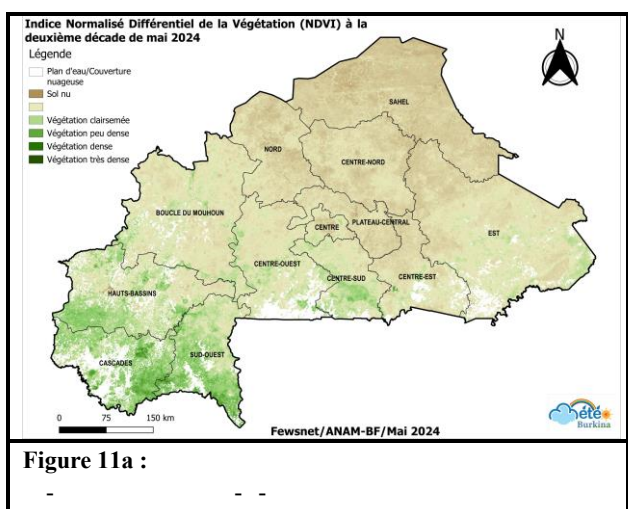 Indice Normalisé Différentiel de la Végétation (NDVI) à la
deuxième décade de mai 2024
Légende
Plan d'eau/Couverture
nuageuse
Sol nu
Végétation clairsemée
Végétation peu dense
Végétation dense
Végétation très dense
N
SAHEL
NORD
CENTRE-NORD
BOUCLE DU MOUHOUN
CENTRE
PLATEAU-CENTRAL
EST
CENTRE-OUEST
CENTRE-SUD
CENTRE-EST
HAUTS-BASSINS
CASCADES
SUD-OUEST
0 75 150 km
Fewsnet/ANAM-BF/Mai 2024
météo
Burkina
Figure 11a :
- - -